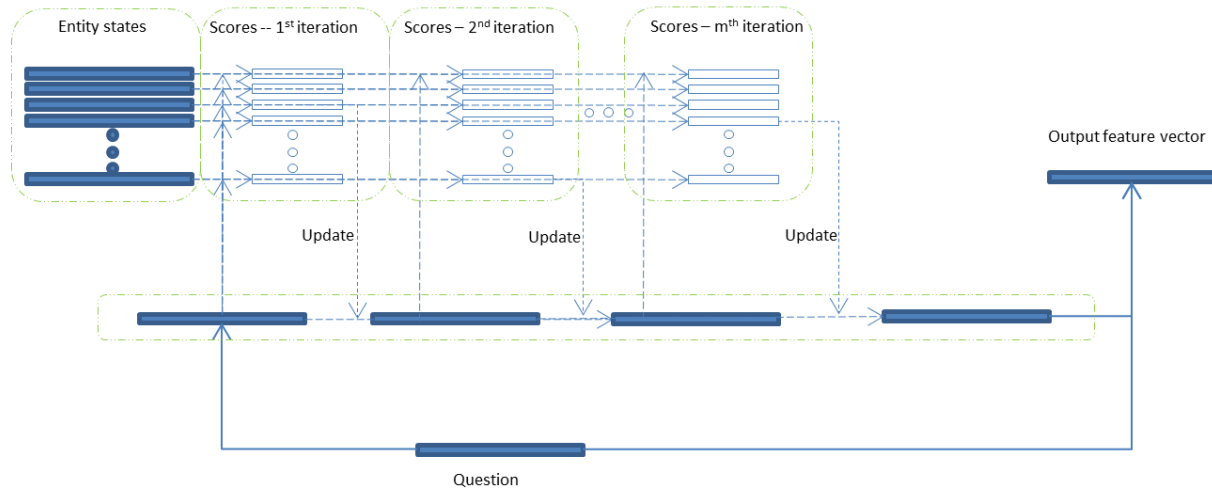 Entity states
Scores -- 1st iteration
Scores – 2nd iteration
Scores – mth iteration
Output feature vector
Update
Update
Update
Question